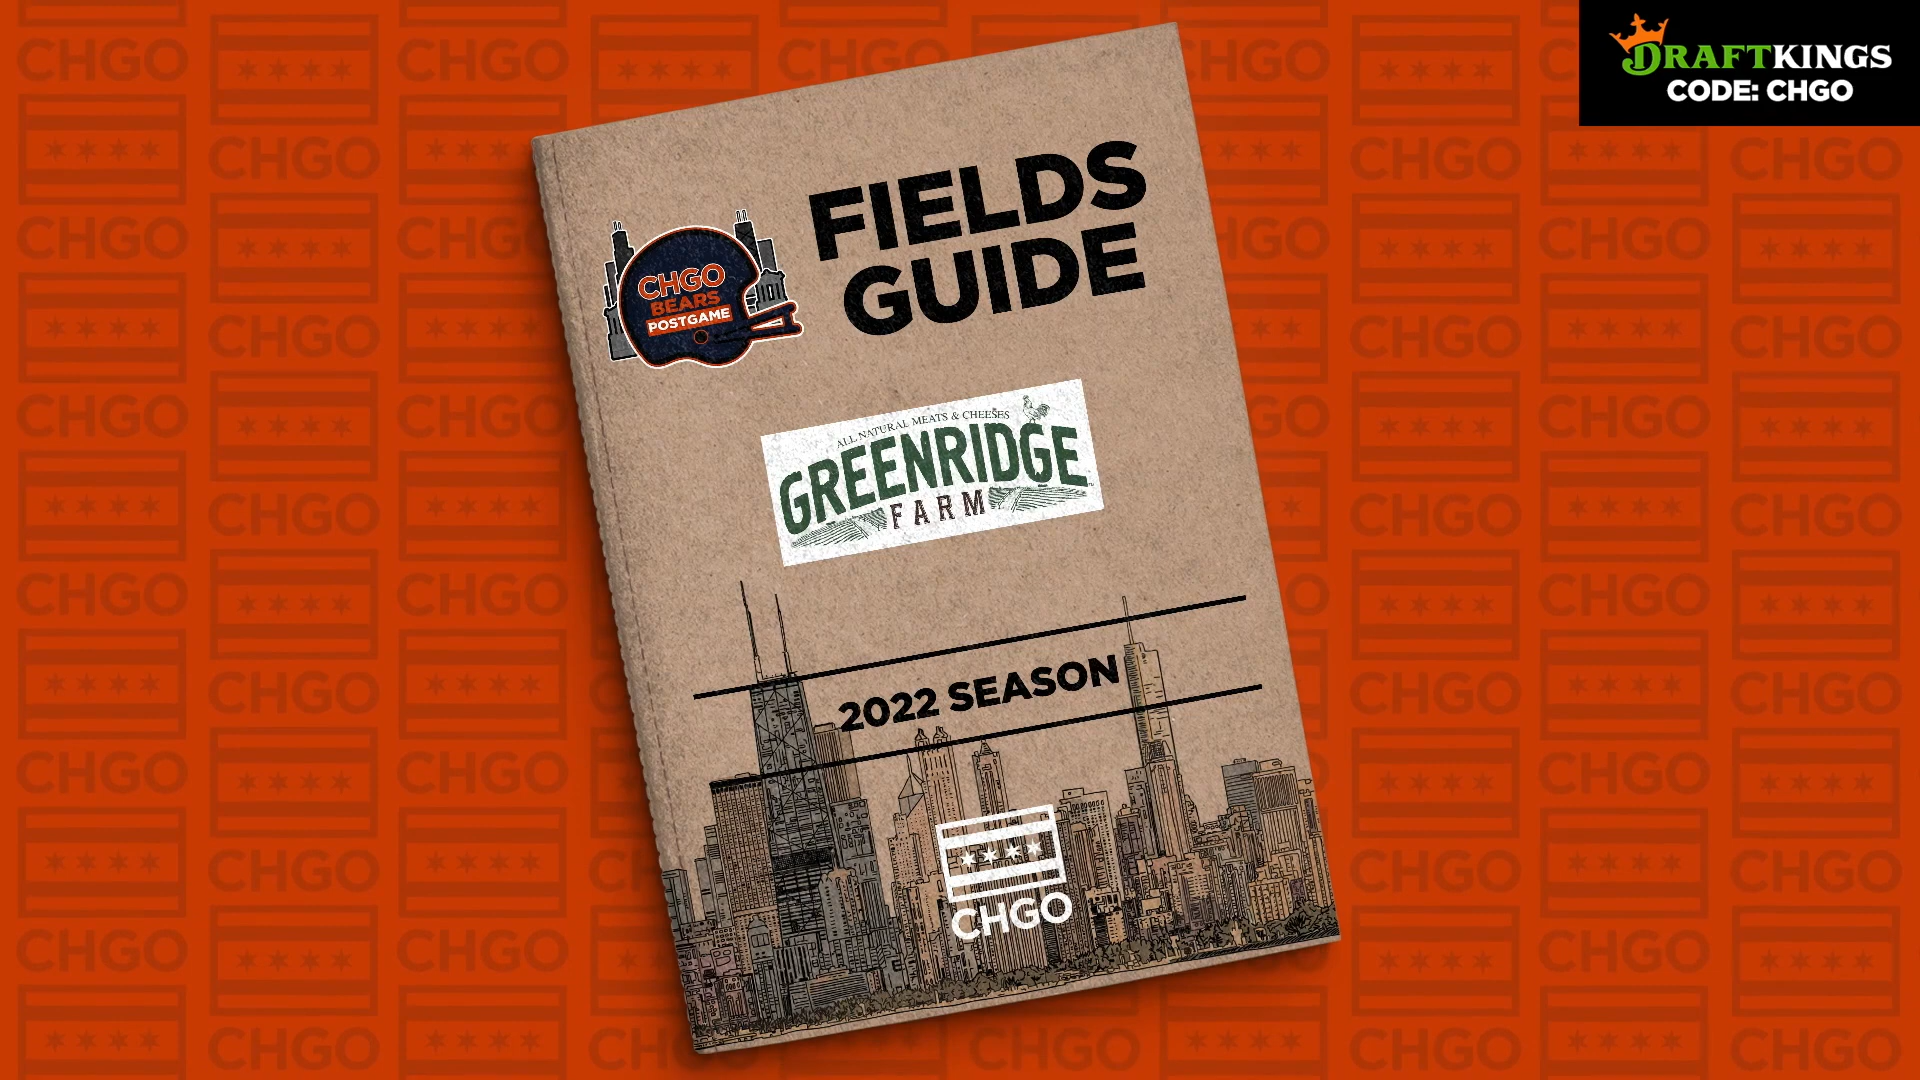 DRAFTKINGS
CODE: CHGO
FIELDS
GUIDE
CHGO
BEARS
POSTGAME
ALL NATURAL MEATS & CHEESES
GREENRIDGE
FARM
2022 SEASON
CHGO